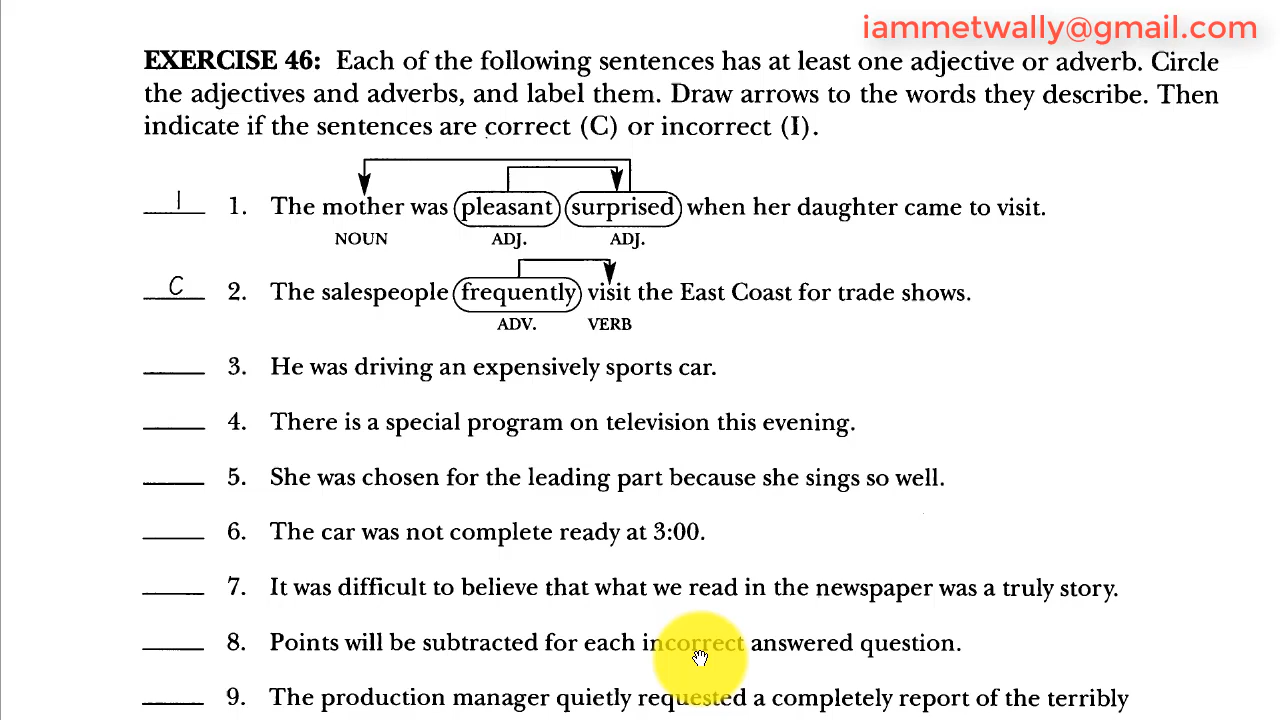 iammetwally@gmail.com
EXERCISE 46: Each of the following sentences has at least one adjective or adverb. Circle
the adjectives and adverbs, and label them. Draw arrows to the words they describe. Then
indicate if the sentences are correct (C) or incorrect (I).
I 1. The mother was pleasant surprised when her daughter came to visit.
NOUN ADJ. ADJ.
C 2. The salespeople frequently visit the East Coast for trade shows.
ADV. VERB
3. He was driving an expensively sports car.
4. There is a special program on television this evening.
5. She was chosen for the leading part because she sings so well.
6. The car was not complete ready at 3:00.
7. It was difficult to believe that what we read in the newspaper was a truly story.
8. Points will be subtracted for each incorrect answered question.
9. The production manager quietly requested a completely report of the terribly